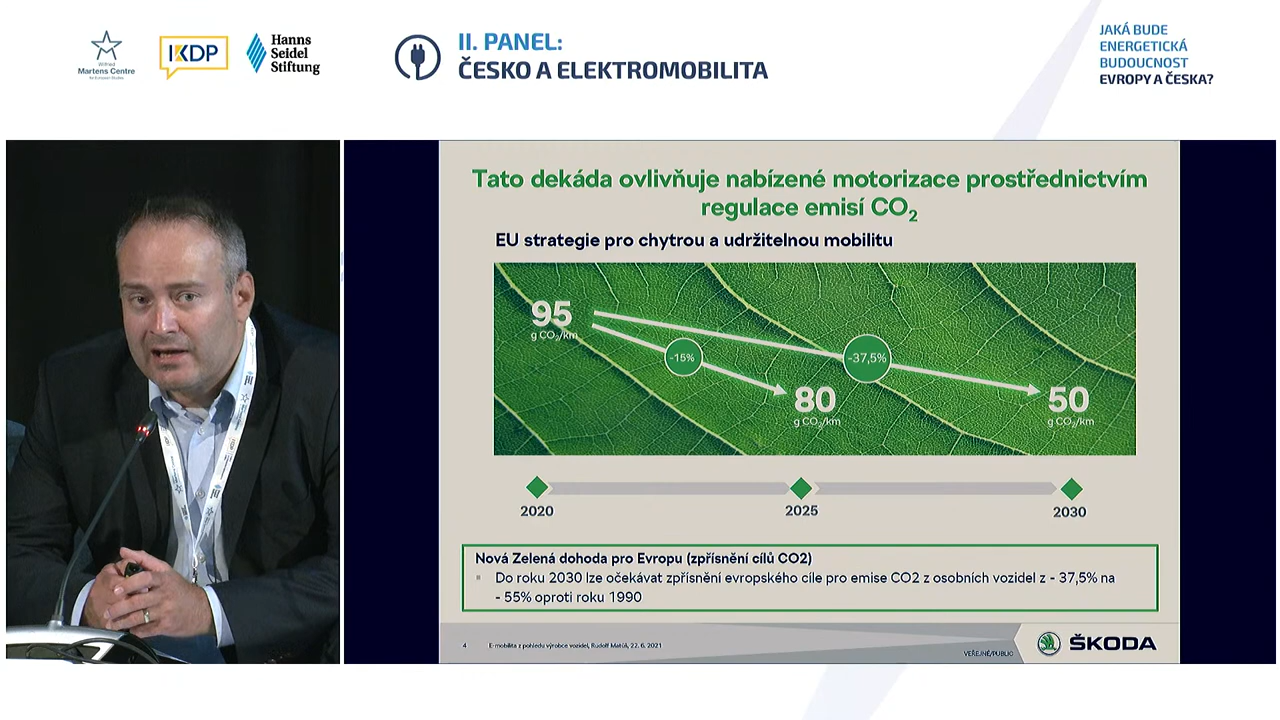 Wilfried
Martens Centre
for European Studies
IKDP
Hanns
Seidel
Stiftung
II. PANEL:
ČESKO A ELEKTROMOBILITA
JAKÁ BUDE
ENERGETICKÁ
BUDOUCNOST
EVROPY A ČESKA?
Tato dekáda ovlivňuje nabízené motorizace prostřednictvím
regulace emisí CO₂
EU strategie pro chytrou a udržitelnou mobilitu
95
g CO₂/km
-15%
-37,5%
80
g CO₂/km
50
g CO₂/km
2020
2025
2030
Nová Zelená dohoda pro Evropu (zpřísnění cílů CO2)
Do roku 2030 lze očekávat zpřísnění evropského cíle pro emise CO2 z osobních vozidel z - 37,5% na
- 55% oproti roku 1990
4 E-mobilita z pohledu výrobce vozidel, Rudolf Matúš, 22. 6. 2021
VEŘEJNÉ/PUBLIC
ŠKODA